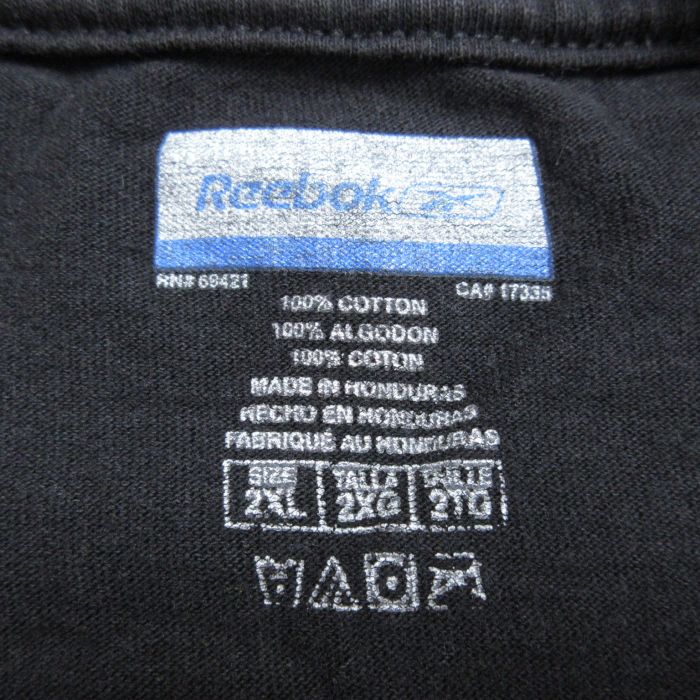 Reebok
RN# 69421 CA# 17335
100% COTTON
100% ALGODON
100% COTON
MADE IN HONDURAS
HECHO EN HONDURAS
FABRIQUÉ AU HONDURAS
SIZE TALLA TAILLE
2XL 2XG 2TG